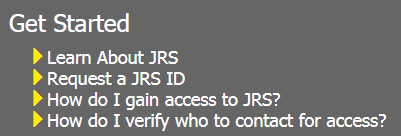 Get Started
Learn About JRS
Request a JRS ID
How do I gain access to JRS?
How do I verify who to contact for access?